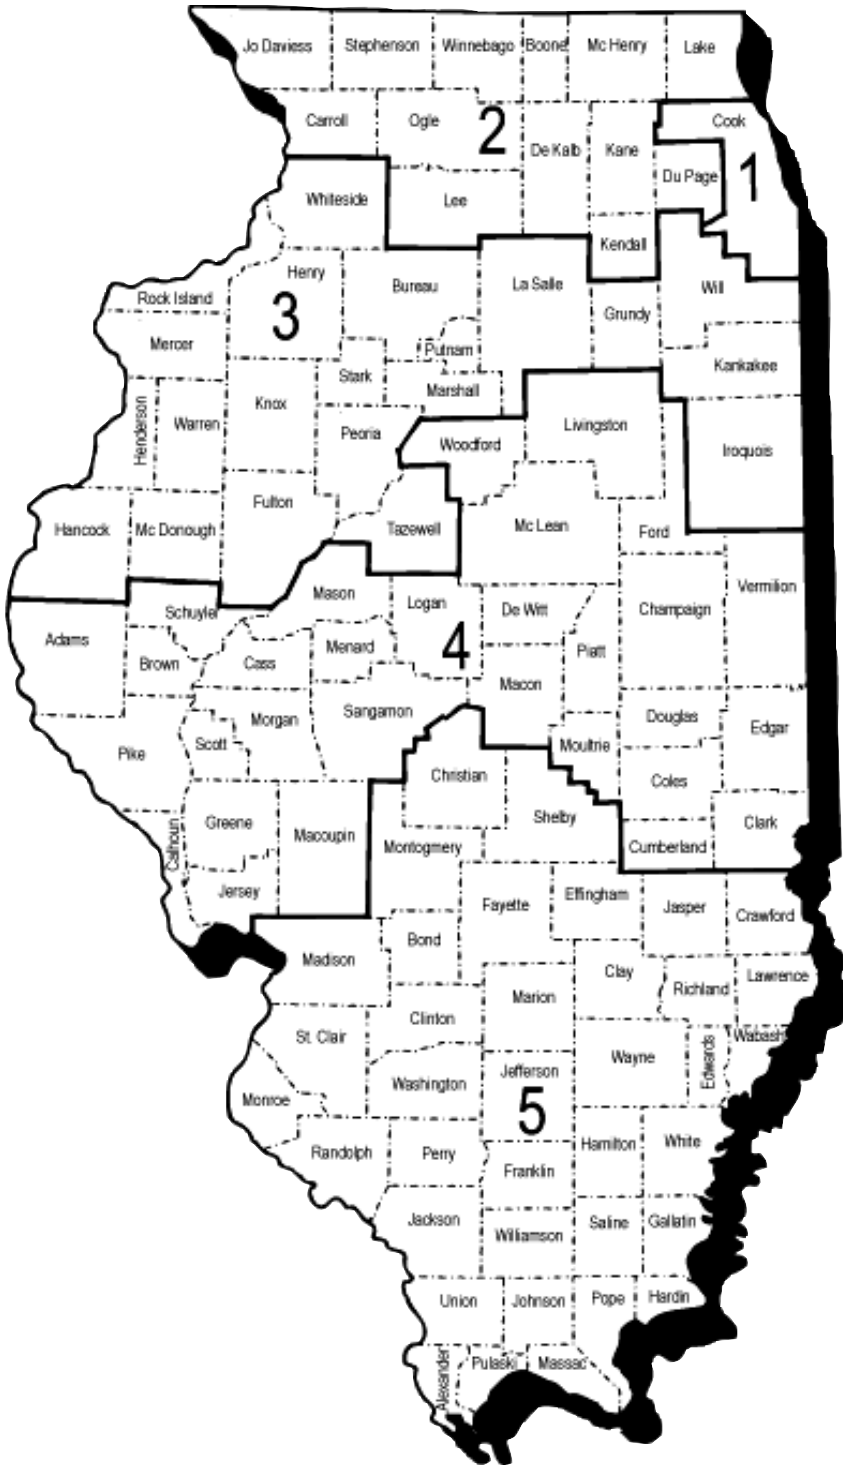 Jo Daviess Stephenson Winnebago Boone Mc Henry Lake
Carroll Ogle 2 De Kalb Kane Cook
Du Page 1
Whiteside Lee
Kendall
Henry Bureau La Salle Will
Rock Island 3 Grundy
Mercer Putnam Kankakee
Stark Marshall
Henderson Warren Knox Peoria Woodford Livingston Iroquois
Hancock Mc Donough Fulton Tazewell Mc Lean Ford
Mason Logan De Witt Champaign Vermilion
Schuyler
Adams Brown Cass Menard 4 Piatt
Macon
Pike Scott Morgan Sangamon Moultrie Douglas Edgar
Christian Coles
Calhoun Greene Macoupin Montogmery Shelby Cumberland Clark
Jersey Fayette Effingham Jasper Crawford
Madison Bond Clay Richland Lawrence
Marion
St. Clair Clinton Wayne Edwards Wabash
Monroe Washington Jefferson
5
Randolph Perry Franklin Hamilton White
Jackson Williamson Saline Gallatin
Union Johnson Pope Hardin
Alexander Pulaski Massac